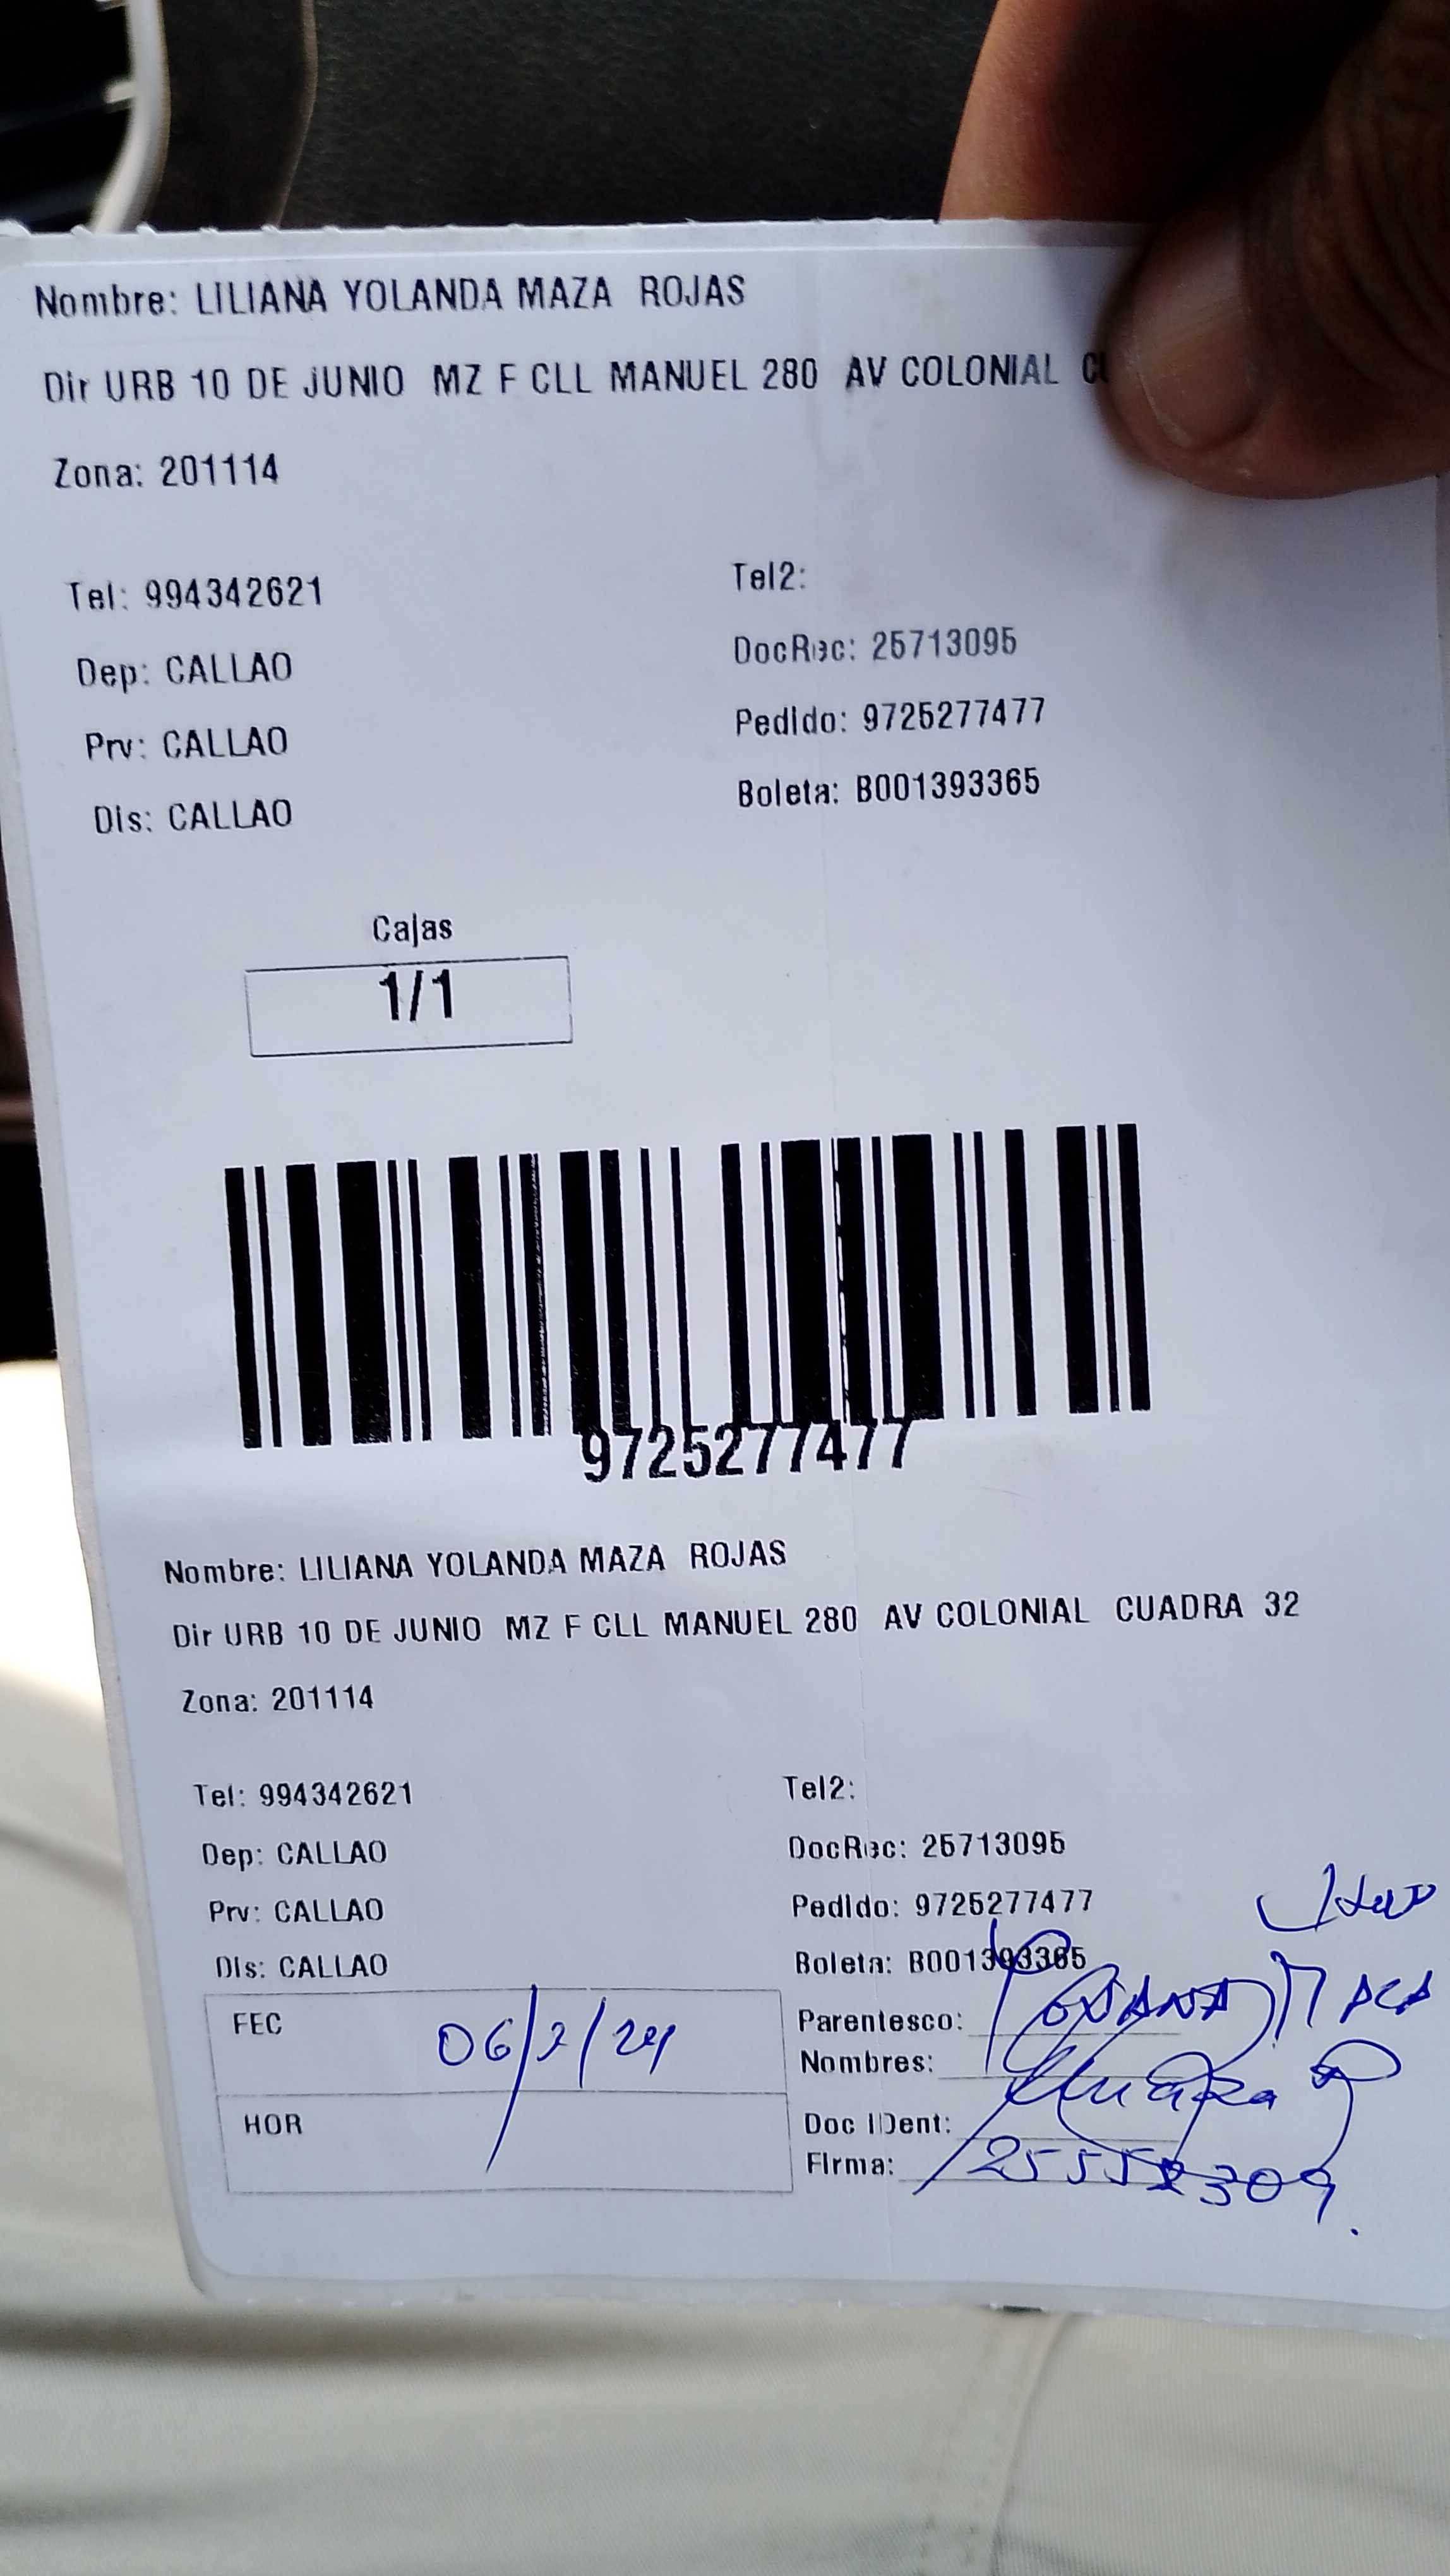 Nombre: LILIANA YOLANDA MAZA ROJAS
Dir URB 10 DE JUNIO MZ F CLL MANUEL 280 AV COLONIAL
Zona: 201114
Tel: 994342621
Tel2:
Dep: CALLAO
DocRec: 25713095
Prv: CALLAO
Pedido: 9725277477
Dis: CALLAO
Boleta: B001393365
Cajas
1/1
9725277477
Nombre: LILIANA YOLANDA MAZA ROJAS
Dir URB 10 DE JUNIO MZ F CLL MANUEL 280 AV COLONIAL CUADRA 32
Zona: 201114
Tel: 994342621
Tel2:
Dep: CALLAO
DocRec: 25713095
Prv: CALLAO
Pedido: 9725277477
Dis: CALLAO
Boleta: B001393365
FEC 06/2/24
Parentesco:
Nombres:
HOR
Doc IDent:
Firma: 25552309